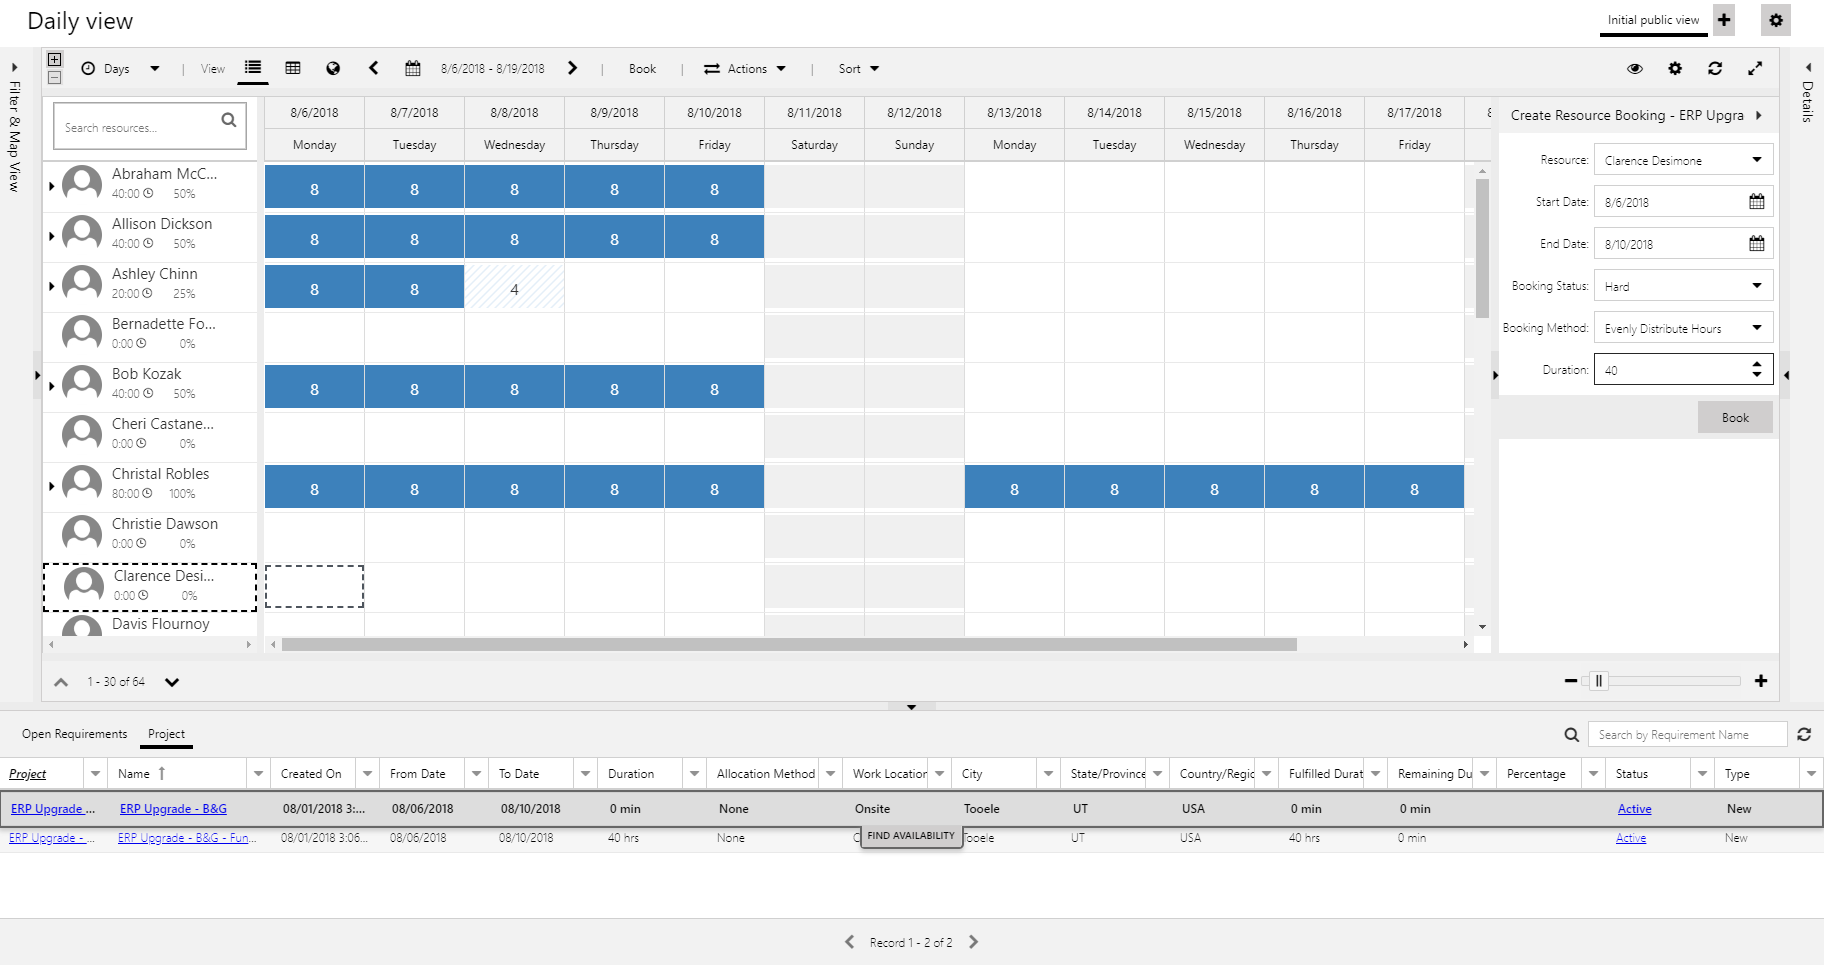 Daily view
Initial public view
Filter & Map View
Days
View
8/6/2018 - 8/19/2018
Book
Actions
Sort
Details
Search resources...
8/6/2018 8/7/2018 8/8/2018 8/9/2018 8/10/2018 8/11/2018 8/12/2018 8/13/2018 8/14/2018 8/15/2018 8/16/2018 8/17/2018
Monday Tuesday Wednesday Thursday Friday Saturday Sunday Monday Tuesday Wednesday Thursday Friday
Abraham McC...
40:00 50%
8 8 8 8 8
Allison Dickson
40:00 50%
8 8 8 8 8
Ashley Chinn
20:00 25%
8 8 4
Bernadette Fo...
0:00 0%
Bob Kozak
40:00 50%
8 8 8 8 8
Cheri Castane...
0:00 0%
Christal Robles
80:00 100%
8 8 8 8 8 8 8 8 8 8
Christie Dawson
0:00 0%
Clarence Desi...
0:00 0%
Davis Flournoy
Create Resource Booking - ERP Upgra
Resource: Clarence Desimone
Start Date: 8/6/2018
End Date: 8/10/2018
Booking Status: Hard
Booking Method: Evenly Distribute Hours
Duration: 40
Book
1 - 30 of 64
Open Requirements Project
Search by Requirement Name
Project Name Created On From Date To Date Duration Allocation Method Work Location City State/Province Country/Regic Fulfilled Durat Remaining Du Percentage Status Type
ERP Upgrade ... ERP Upgrade - B&G 08/01/2018 3:... 08/06/2018 08/10/2018 0 min None Onsite Tooele UT USA 0 min 0 min Active New
ERP Upgrade - ... ERP Upgrade - B&G - Fun... 08/01/2018 3:06... 08/06/2018 08/10/2018 40 hrs None Tooele UT USA 40 hrs 0 min Active New
FIND AVAILABILITY
Record 1 - 2 of 2